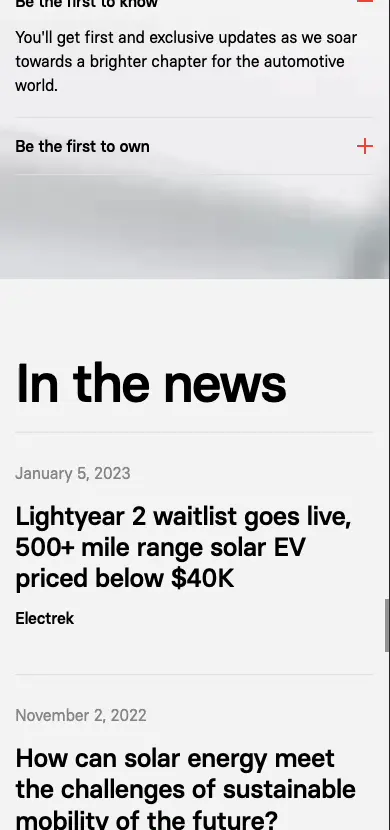 Be the first to know
You'll get first and exclusive updates as we soar
towards a brighter chapter for the automotive
world.
Be the first to own
In the news
January 5, 2023
Lightyear 2 waitlist goes live,
500+ mile range solar EV
priced below $40K
Electrek
November 2, 2022
How can solar energy meet
the challenges of sustainable
mobility of the future?